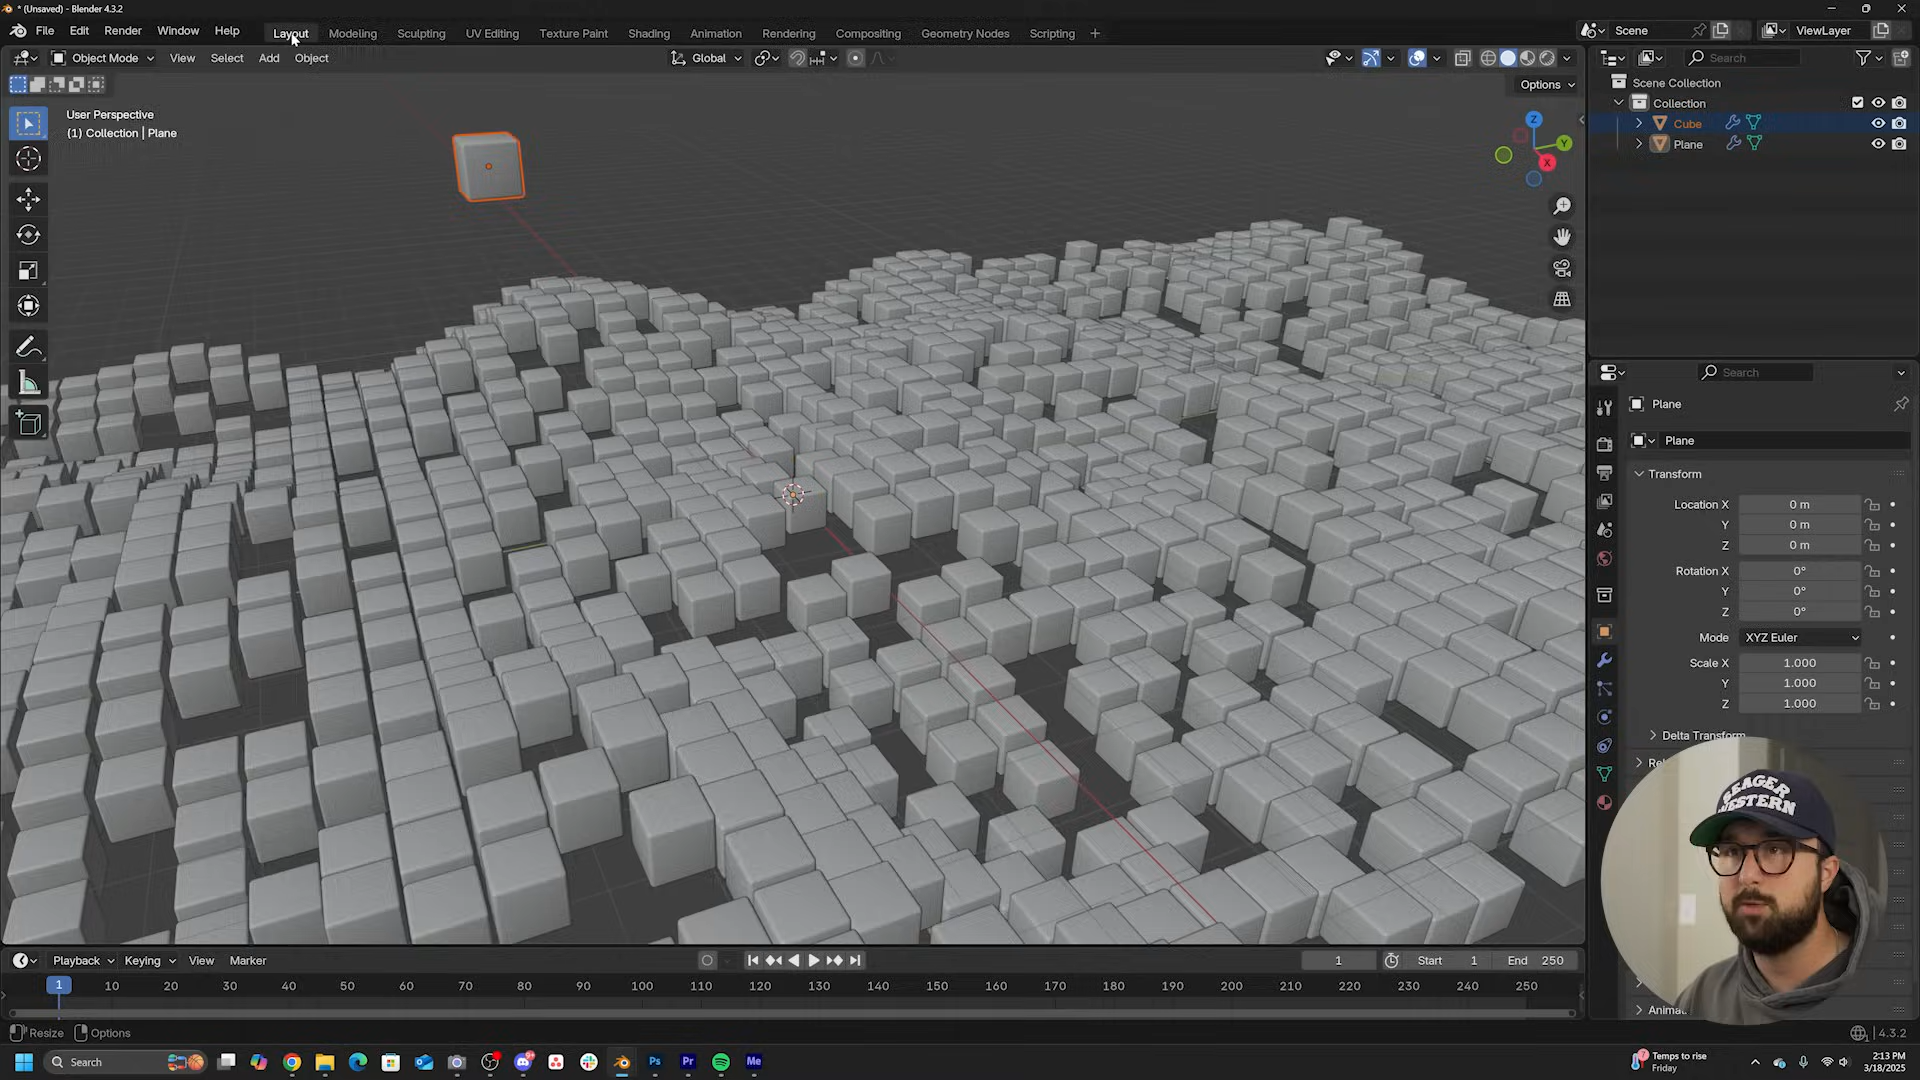 * (Unsaved) - Blender 4.3.2
File Edit Render Window Help Layout Modeling Sculpting UV Editing Texture Paint Shading Animation Rendering Compositing Geometry Nodes Scripting +
Scene
ViewLayer
Object Mode View Select Add Object
Global
Search
Options
User Perspective
(1) Collection | Plane
Z
Y
X
Scene Collection
Collection
Cube
Plane
Search
Plane
Plane
Transform
Location X 0 m
Y 0 m
Z 0 m
Rotation X 0°
Y 0°
Z 0°
Mode XYZ Euler
Scale X 1.000
Y 1.000
Z 1.000
Delta Transform
Rel
SEAGER
WESTERN
Animat
Playback Keying View Marker
1
Start 1
End 250
1 10 20 30 40 50 60 70 80 90 100 110 120 130 140 150 160 170 180 190 200 210 220 230 240 250
Resize Options
4.3.2
Search
Ps
Pr
Me
Temps to rise
Friday
2:13 PM
3/18/2025